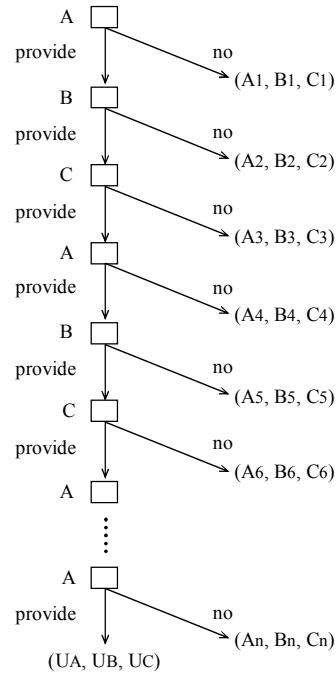 A
provide no
(A1, B1, C1)
B
provide no
(A2, B2, C2)
C
provide no
(A3, B3, C3)
A
provide no
(A4, B4, C4)
B
provide no
(A5, B5, C5)
C
provide no
(A6, B6, C6)
A
A
provide no
(An, Bn, Cn)
(UA, UB, UC)